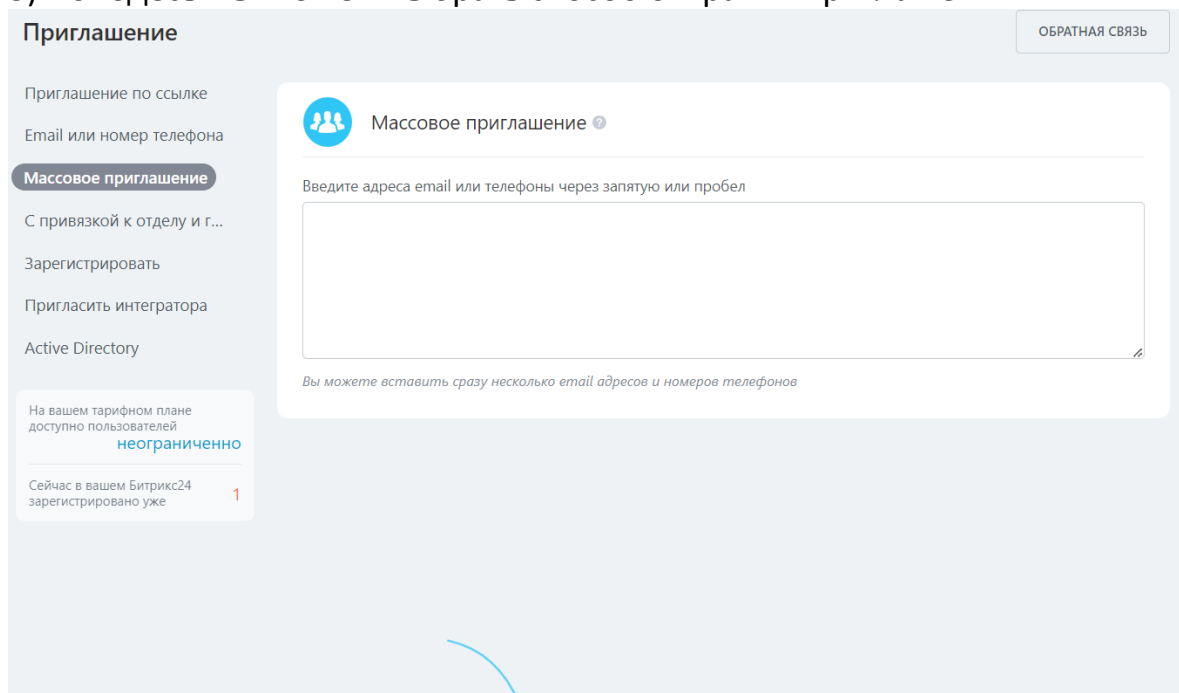 Приглашение
ОБРАТНАЯ СВЯЗЬ
Приглашение по ссылке
Email или номер телефона
Массовое приглашение
С привязкой к отделу и г...
Зарегистрировать
Пригласить интегратора
Active Directory
На вашем тарифном плане
доступно пользователей
неограниченно
Сейчас в вашем Битрикс24
зарегистрировано уже
1
Массовое приглашение
Введите адреса email или телефоны через запятую или пробел
Вы можете вставить сразу несколько email адресов и номеров телефонов